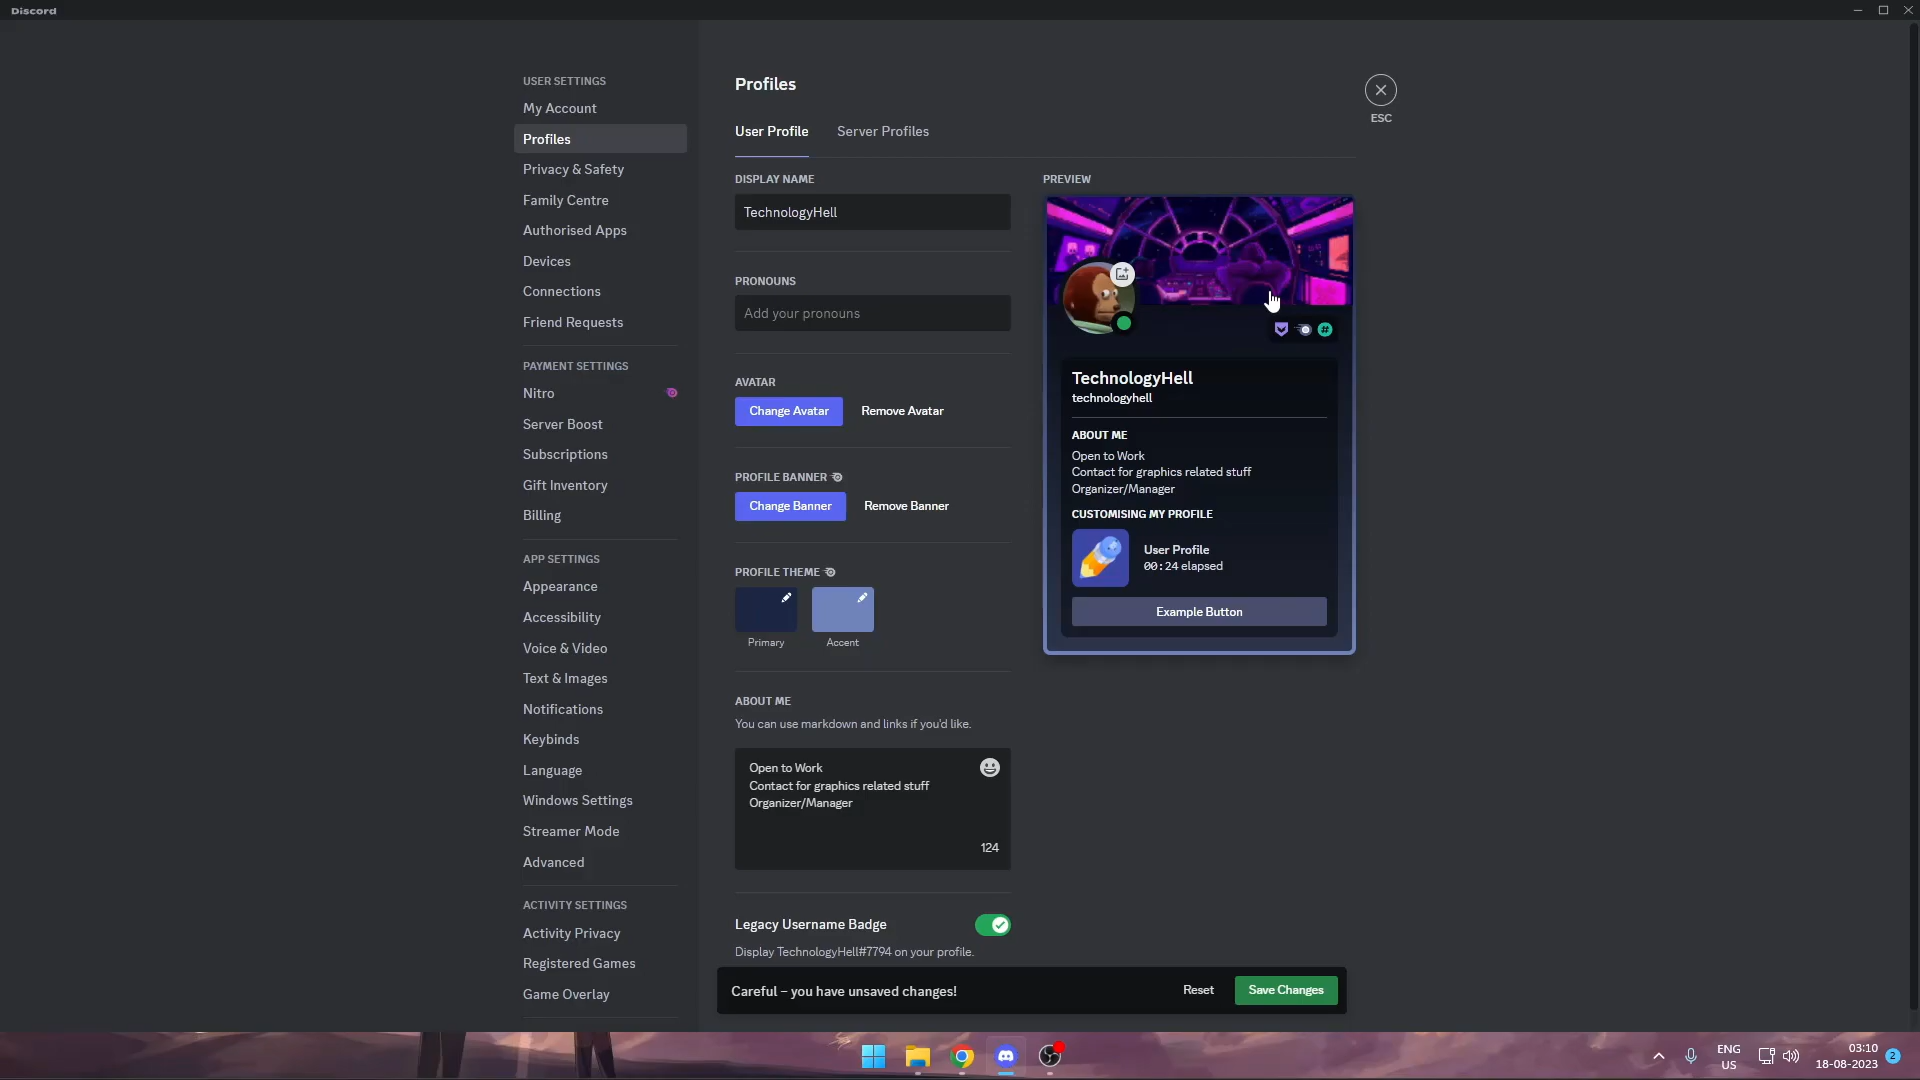 Discord
USER SETTINGS
My Account
Profiles
Privacy & Safety
Family Centre
Authorised Apps
Devices
Connections
Friend Requests
PAYMENT SETTINGS
Nitro
Server Boost
Subscriptions
Gift Inventory
Billing
APP SETTINGS
Appearance
Accessibility
Voice & Video
Text & Images
Notifications
Keybinds
Language
Windows Settings
Streamer Mode
Advanced
ACTIVITY SETTINGS
Activity Privacy
Registered Games
Game Overlay
Profiles
User Profile
Server Profiles
DISPLAY NAME
TechnologyHell
PRONOUNS
Add your pronouns
AVATAR
Change Avatar
Remove Avatar
PROFILE BANNER
Change Banner
Remove Banner
PROFILE THEME
Primary
Accent
ABOUT ME
You can use markdown and links if you'd like.
Open to Work
Contact for graphics related stuff
Organizer/Manager
124
Legacy Username Badge
Display TechnologyHell#7794 on your profile.
PREVIEW
#
TechnologyHell
technologyhell
ABOUT ME
Open to Work
Contact for graphics related stuff
Organizer/Manager
CUSTOMISING MY PROFILE
User Profile
00:24 elapsed
Example Button
ESC
Careful – you have unsaved changes!
Reset
Save Changes
ENG
US
03:10
18-08-2023
2